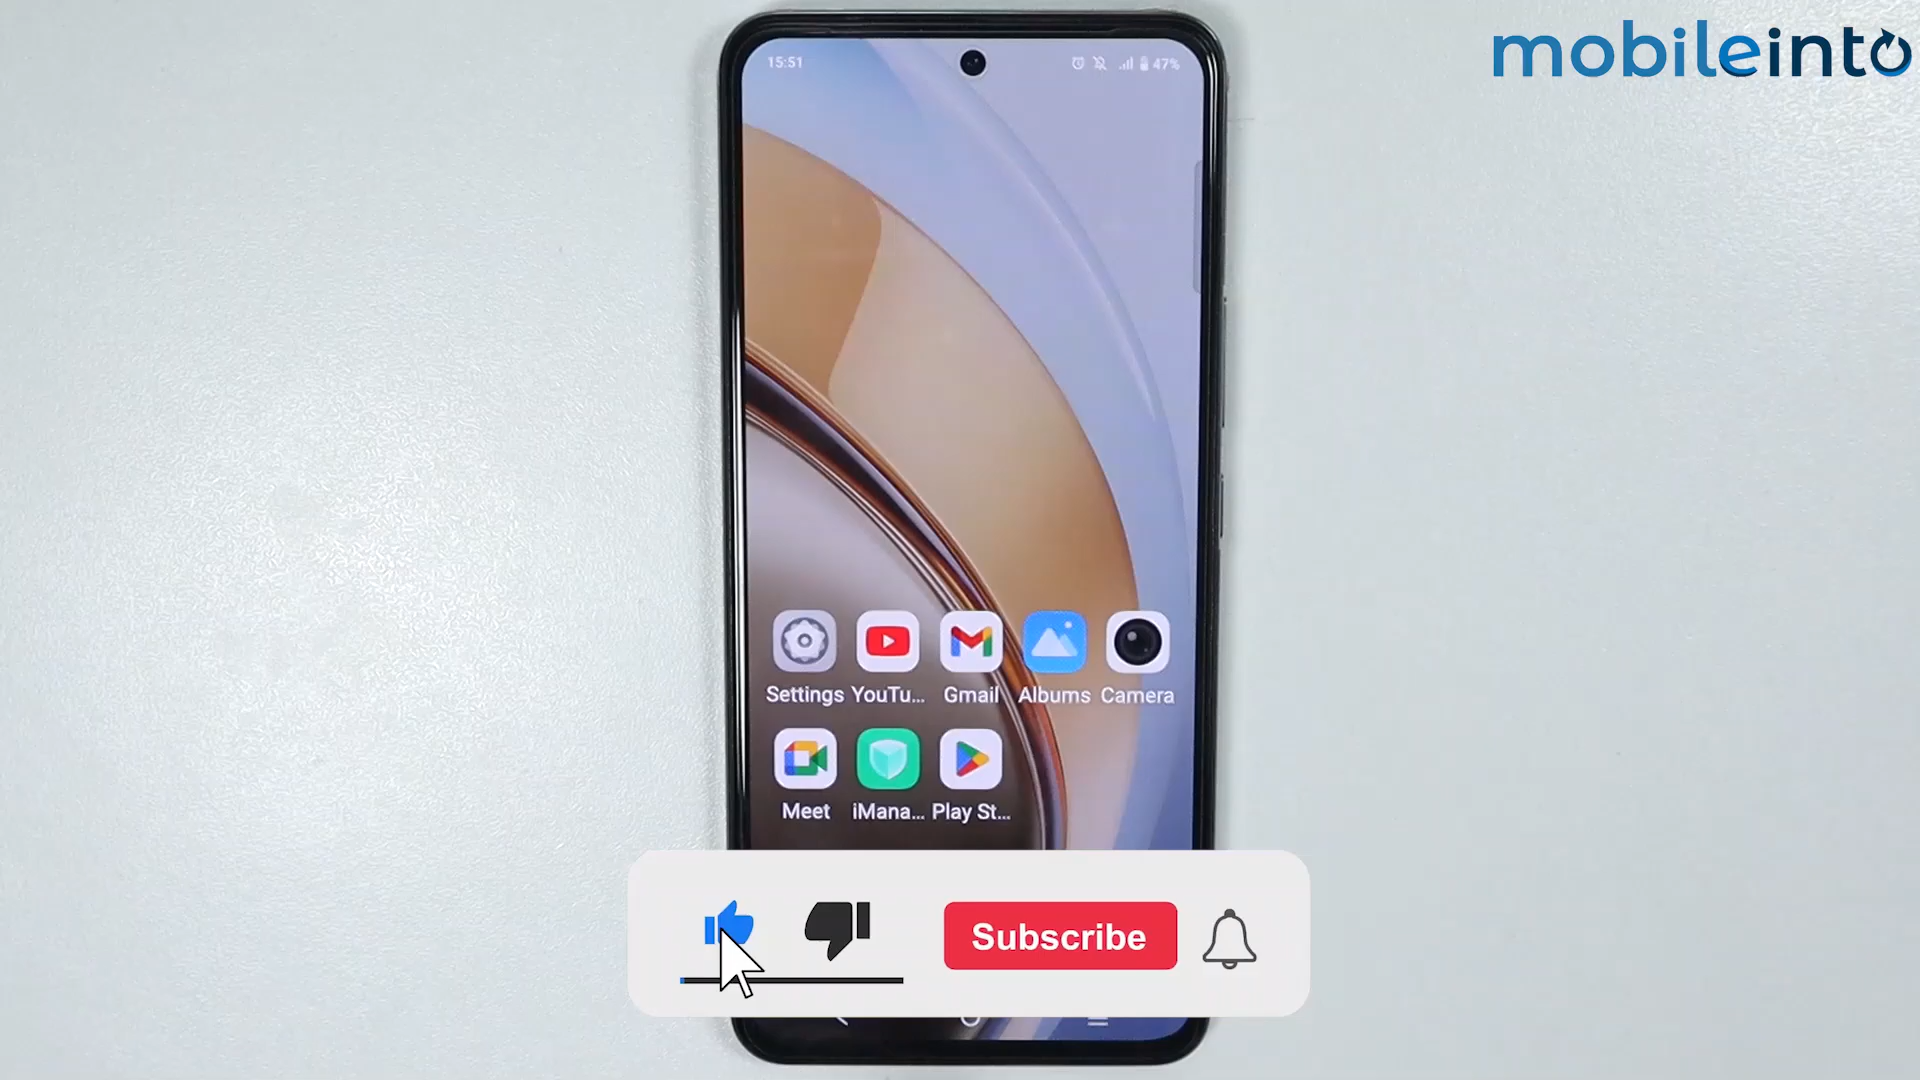 mobileinto
15:51
47%
Settings YouTu... Gmail Albums Camera
Meet iMana... Play St...
Subscribe